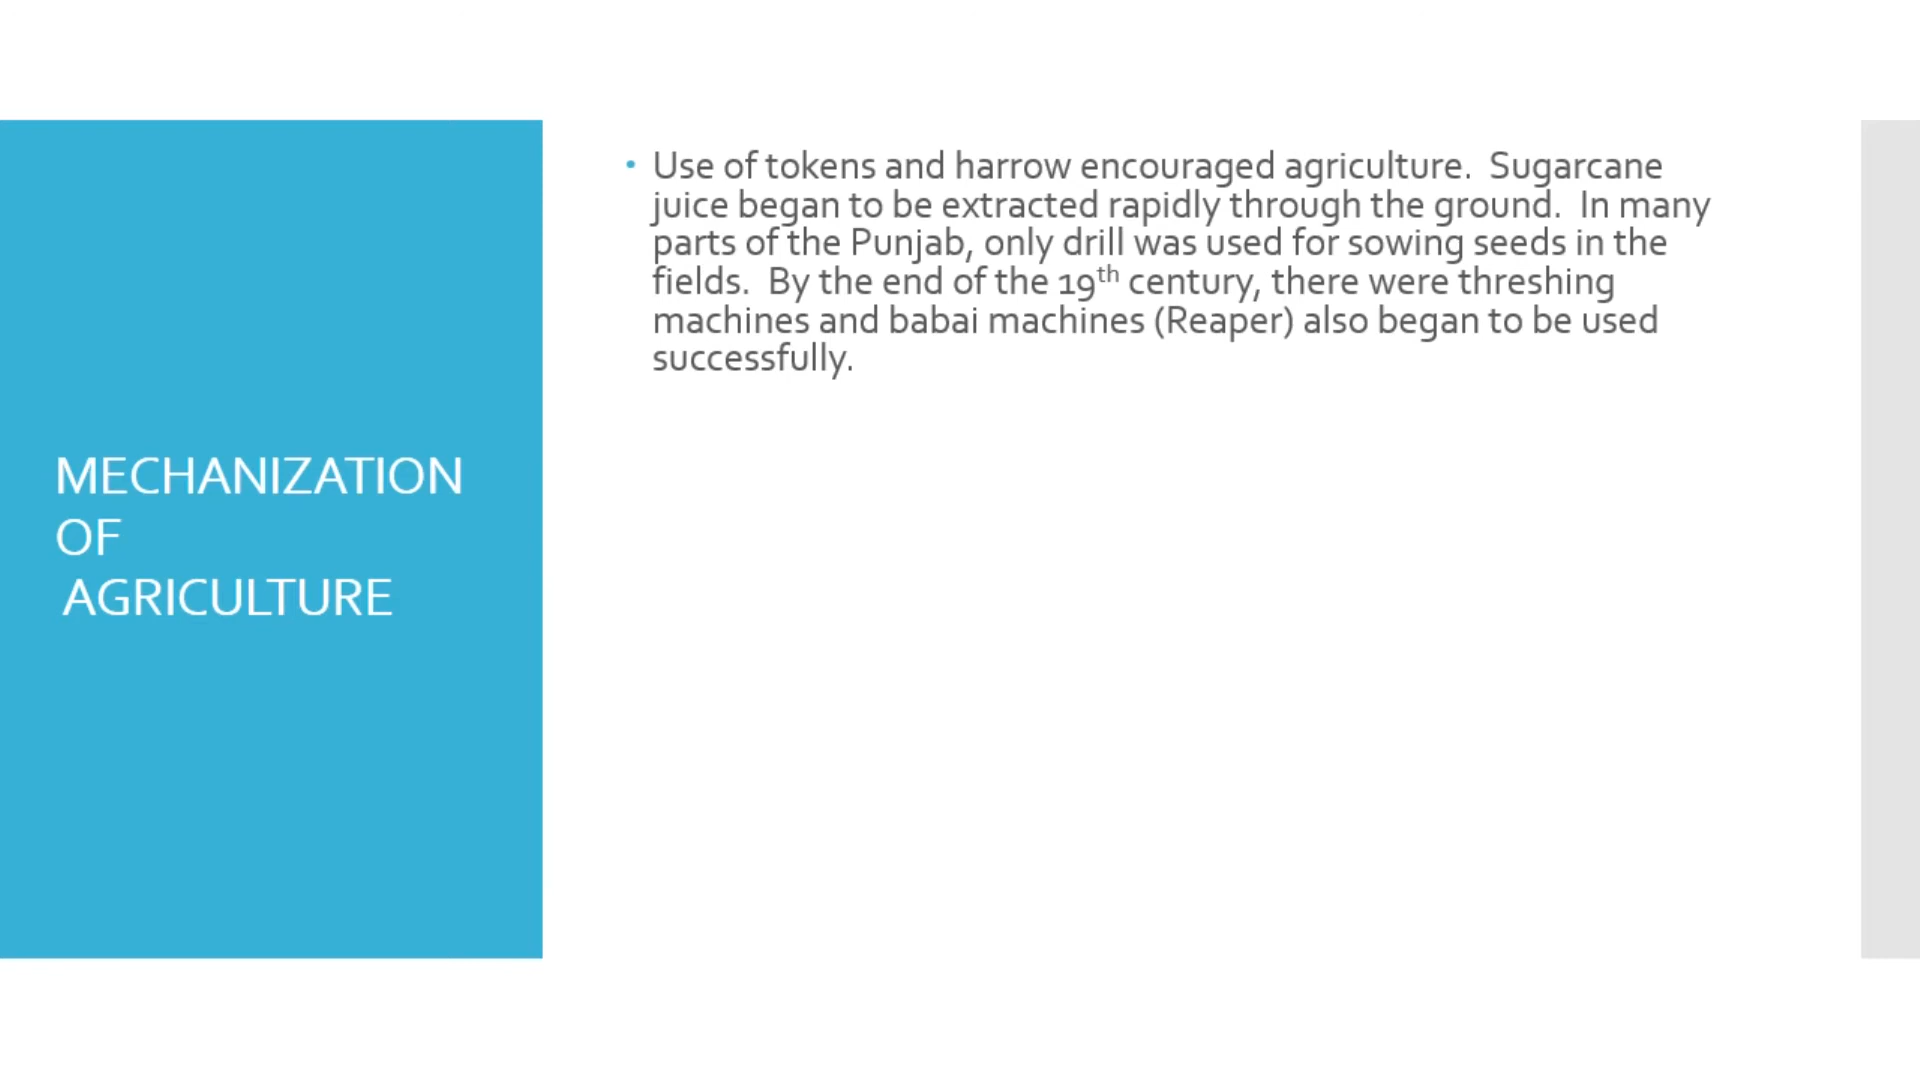 MECHANIZATION
OF
AGRICULTURE
• Use of tokens and harrow encouraged agriculture.  Sugarcane
juice began to be extracted rapidly through the ground.  In many
parts of the Punjab, only drill was used for sowing seeds in the
fields.  By the end of the 19th century, there were threshing
machines and babai machines (Reaper) also began to be used
successfully.